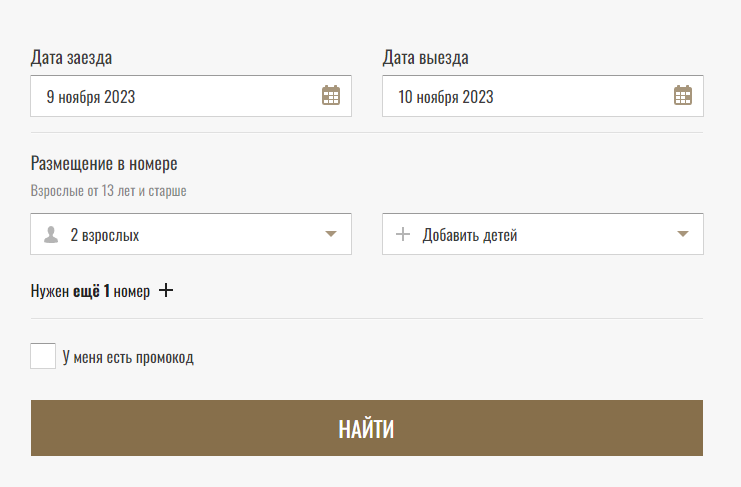 Дата заезда
Дата выезда
9 ноября 2023
10 ноября 2023
Размещение в номере
Взрослые от 13 лет и старше
2 взрослых
Добавить детей
Нужен ещё 1 номер
У меня есть промокод
НАЙТИ